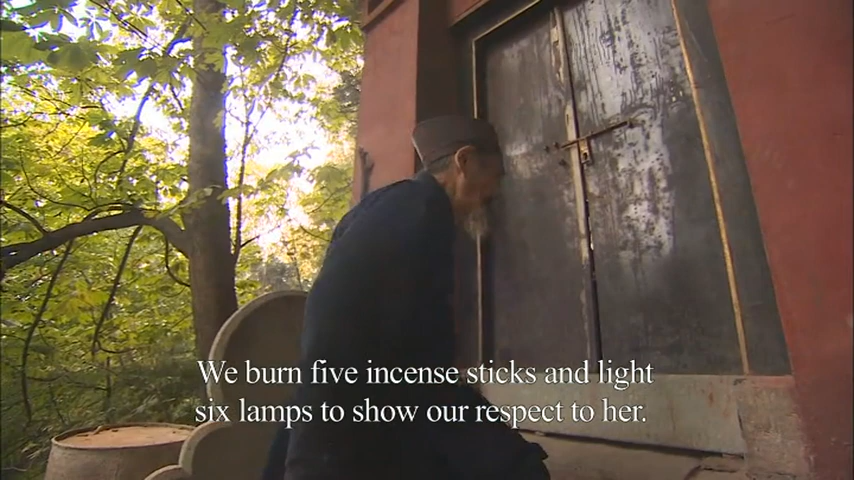 We burn five incense sticks and light
six lamps to show our respect to her.